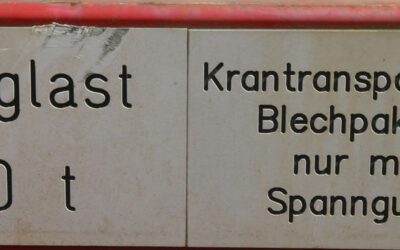 glast
0 t
Krantranspo
Blechpak
nur m
Spanngu